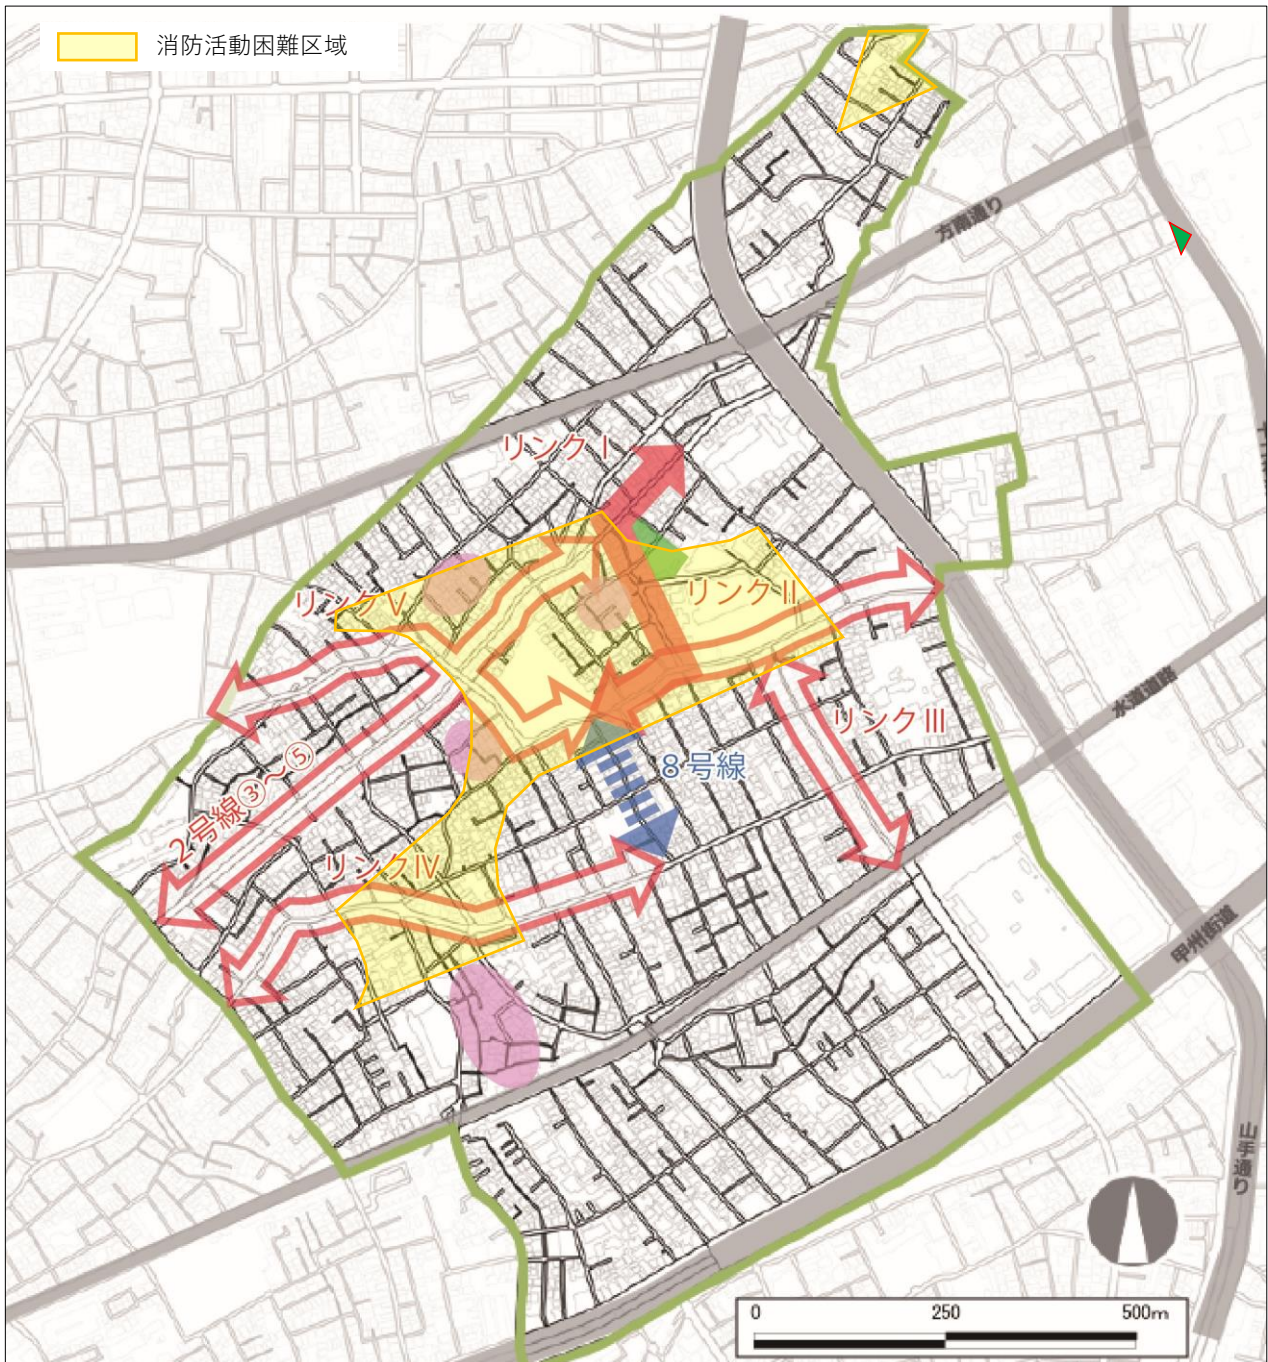 消防活動困難区域
方南通り
リンクⅠ
リンクⅤ
リンクⅡ
リンクⅢ
水道道路
8号線
2号線③～⑤
リンクⅣ
甲州街道
山手通り
0 250 500m